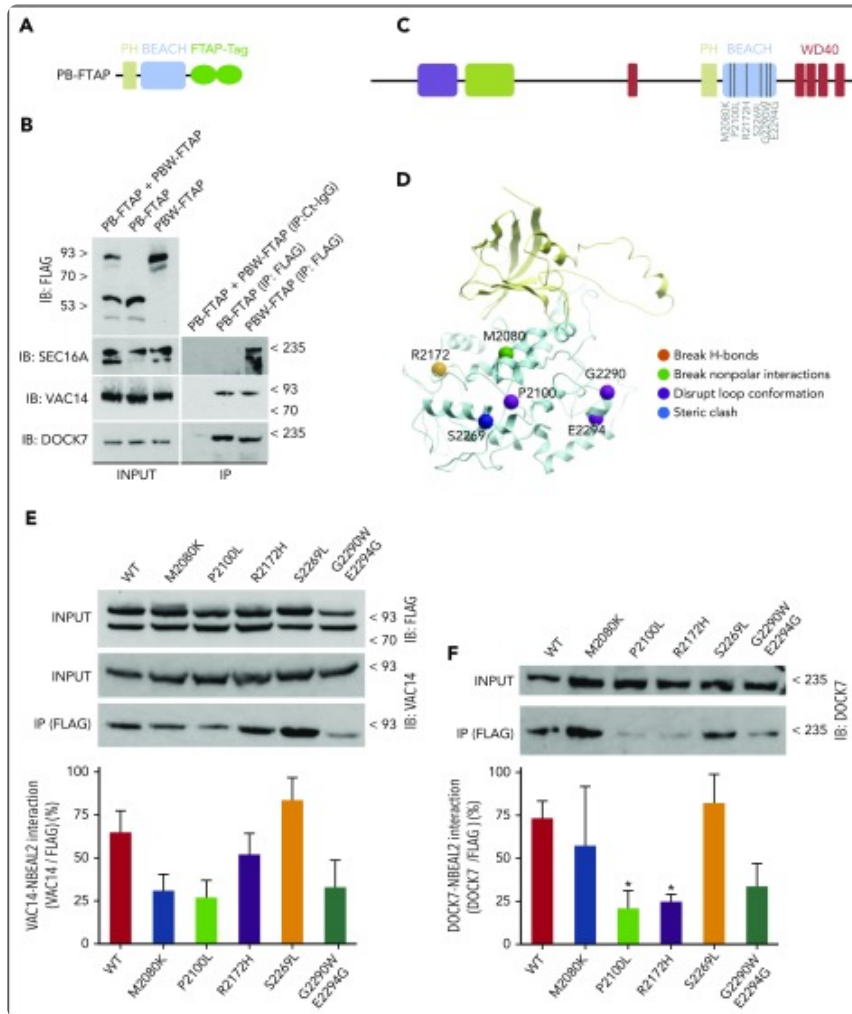 A
PH BEACH FTAP-Tag
PB-FTAP
B
PB-FTAP + PBW-FTAP
PB-FTAP
PBW-FTAP
PB-FTAP + PBW-FTAP (IP:Ct-IgG)
PB-FTAP (IP: FLAG)
PBW-FTAP (IP: FLAG)
IB: FLAG
93 >
70 >
53 >
IB: SEC16A
< 235
IB: VAC14
< 93
< 70
IB: DOCK7
< 235
INPUT IP
C
PH BEACH WD40
M2080K
P2100L
R2172H
S2269L
G2290W
E2294G
D
R2172
M2080
P2100
G2290
S2269
E2294
Break H-bonds
Break nonpolar interactions
Disrupt loop conformation
Steric clash
E
WT M2080K P2100L R2172H S2269L G2290W E2294G
INPUT
< 93
< 70
IB: FLAG
INPUT
< 93
IP (FLAG)
< 93
IB: VAC14
VAC14-NBEAL2 interaction
(VAC14 / FLAG) (%)
100
75
50
25
0
WT M2080K P2100L R2172H S2269L G2290W E2294G
F
WT M2080K P2100L R2172H S2269L G2290W E2294G
INPUT
< 235
IP (FLAG)
< 235
IB: DOCK7
DOCK7-NBEAL2 interaction
(DOCK7 /FLAG ) (%)
100
75
50
25
0
* *
WT M2080K P2100L R2172H S2269L G2290W E2294G